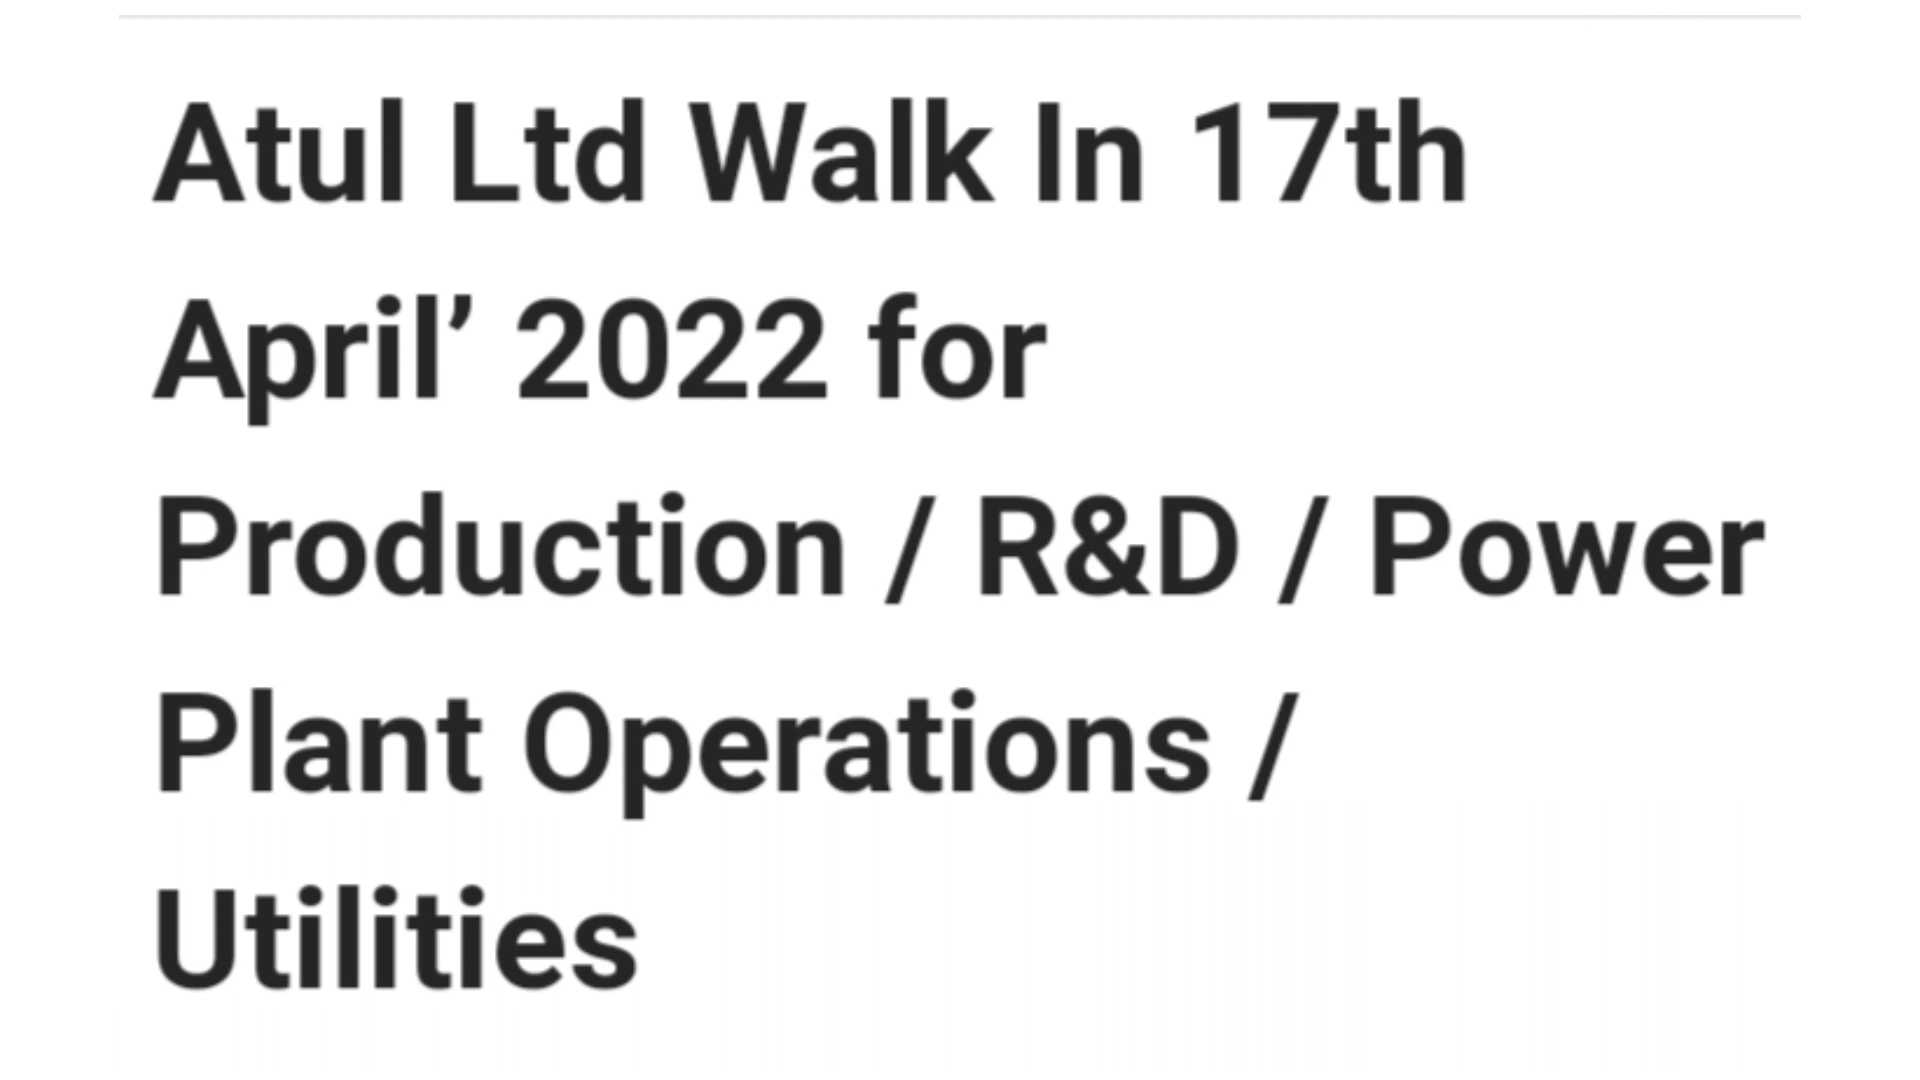 Atul Ltd Walk In 17th
April’ 2022 for
Production / R&D / Power
Plant Operations /
Utilities